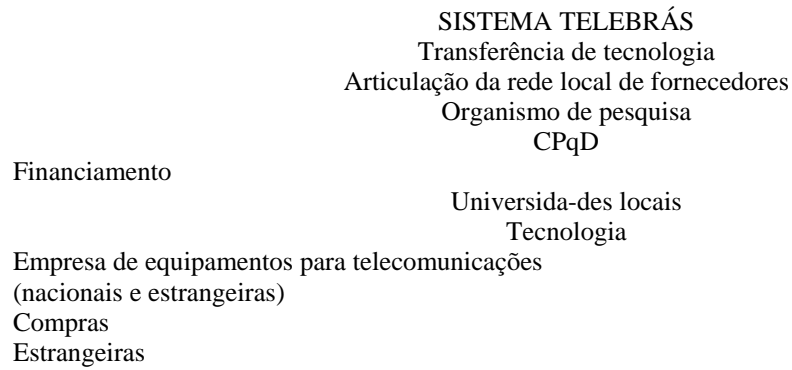 SISTEMA TELEBRÁS
Transferência de tecnologia
Articulação da rede local de fornecedores
Organismo de pesquisa
CPqD
Financiamento
Universida-des locais
Tecnologia
Empresa de equipamentos para telecomunicações
(nacionais e estrangeiras)
Compras
Estrangeiras